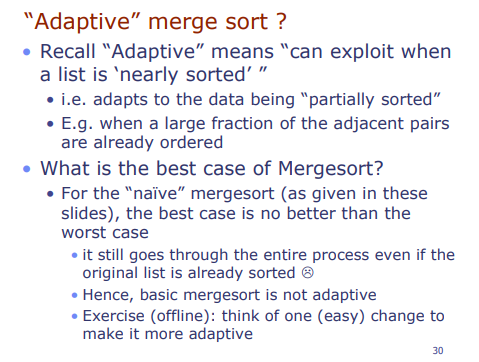 “Adaptive” merge sort ?
• Recall “Adaptive” means “can exploit when
a list is ‘nearly sorted’ ”
• i.e. adapts to the data being “partially sorted”
• E.g. when a large fraction of the adjacent pairs
are already ordered
• What is the best case of Mergesort?
• For the “naïve” mergesort (as given in these
slides), the best case is no better than the
worst case
• it still goes through the entire process even if the
original list is already sorted ☹
• Hence, basic mergesort is not adaptive
• Exercise (offline): think of one (easy) change to
make it more adaptive
30